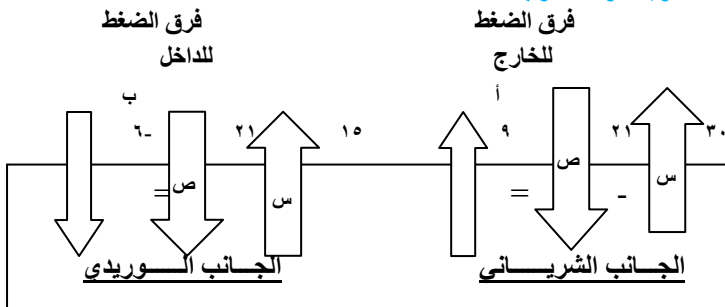 فرق الضغط
للخارج
فرق الضغط
للداخل
أ
ب
٣٠ س - ٢١ ص = ٩
١٥ س ٢١ ص = ٦-
الجانب الشرياني
الجانب الوريدي